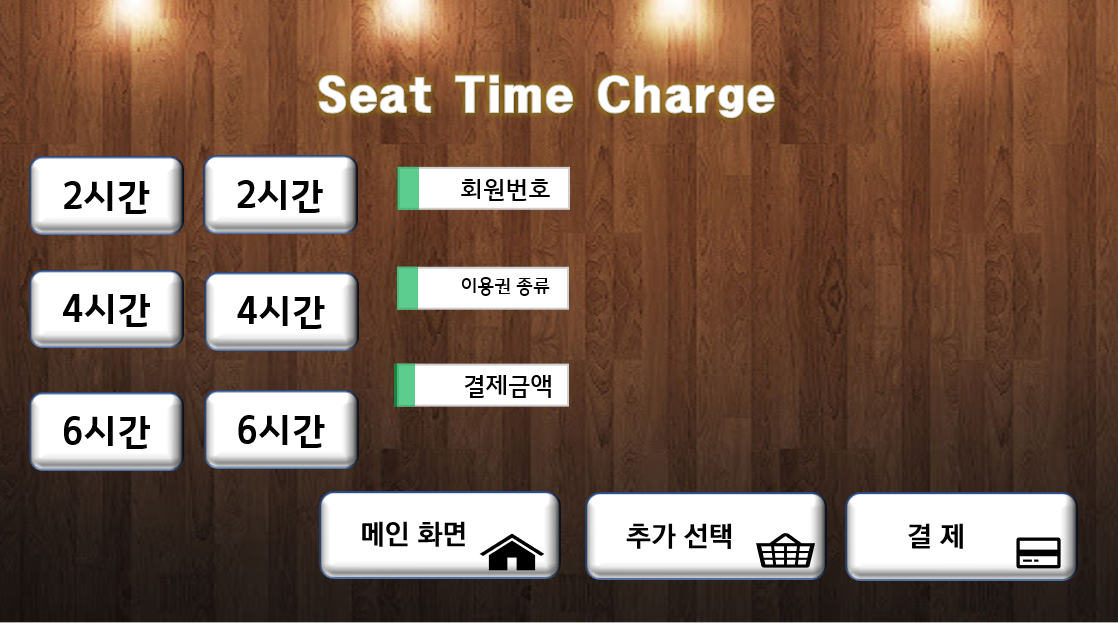 Seat Time Charge
2시간
2시간
회원번호
4시간
4시간
이용권 종류
결제금액
6시간
6시간
메인 화면
추가 선택
결 제